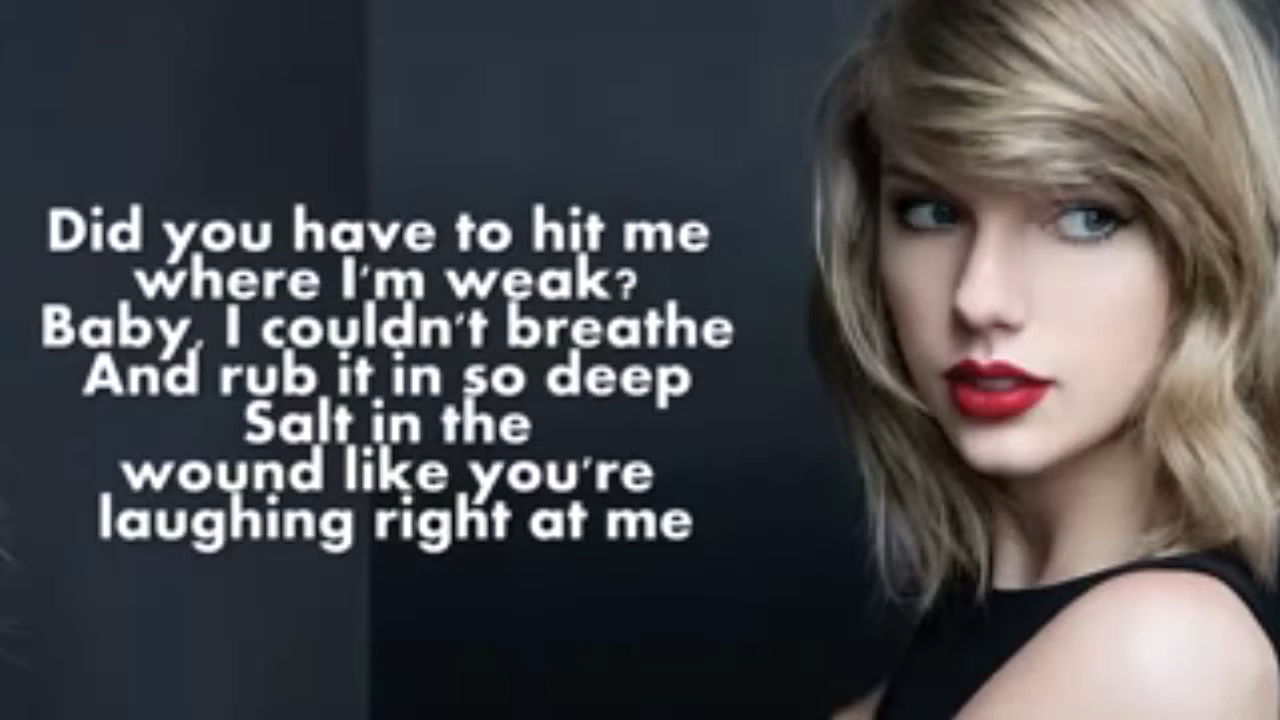 Did you have to hit me
where I'm weak?
Baby, I couldn't breathe
And rub it in so deep
Salt in the
wound like you're
laughing right at me